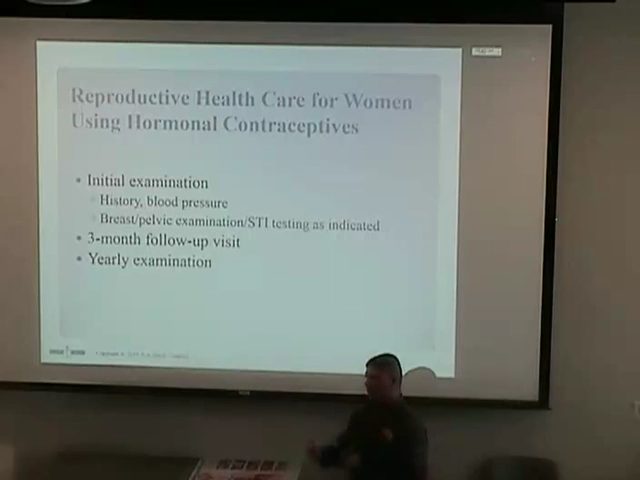 Reproductive Health Care for Women
Using Hormonal Contraceptives
• Initial examination
History, blood pressure
Breast/pelvic examination/STI testing as indicated
• 3-month follow-up visit
• Yearly examination